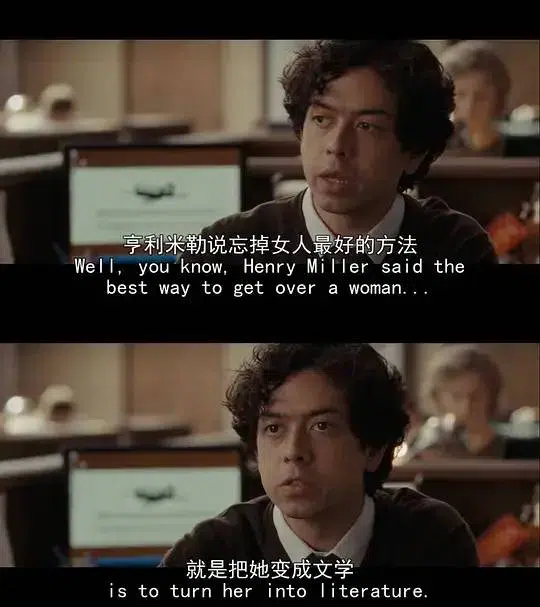 亨利米勒说忘掉女人最好的方法
Well, you know, Henry Miller said the
best way to get over a woman...
就是把她变成文学
is to turn her into literature.